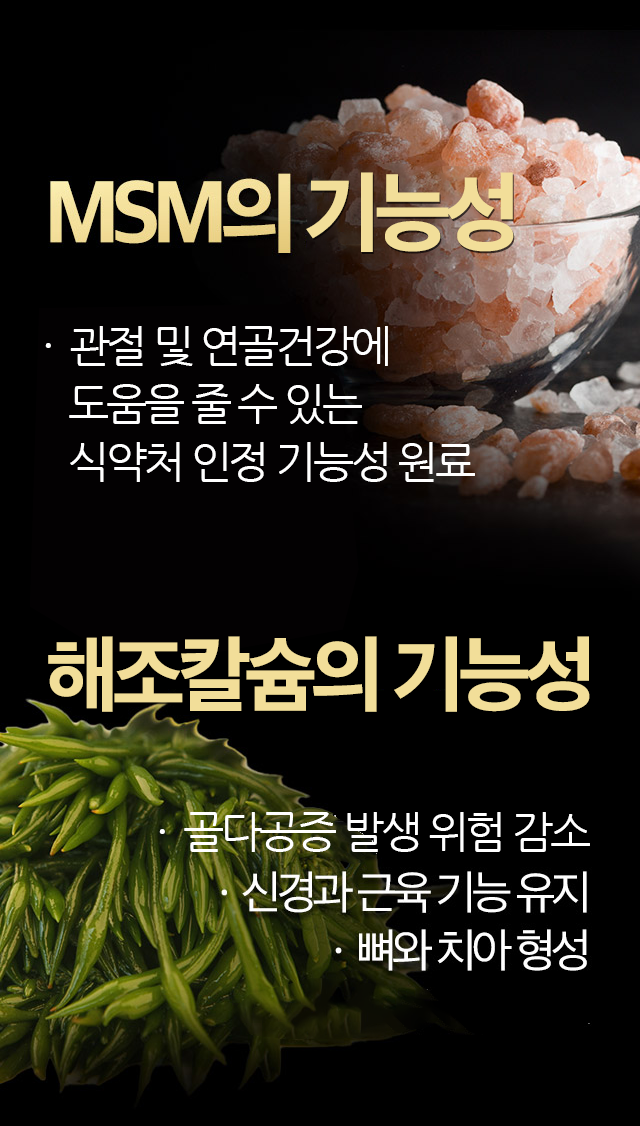 MSM의 기능성
· 관절 및 연골건강에
도움을 줄 수 있는
식약처 인정 기능성 원료
해조칼슘의 기능성
· 골다공증 발생 위험 감소
· 신경과 근육 기능 유지
· 뼈와 치아 형성